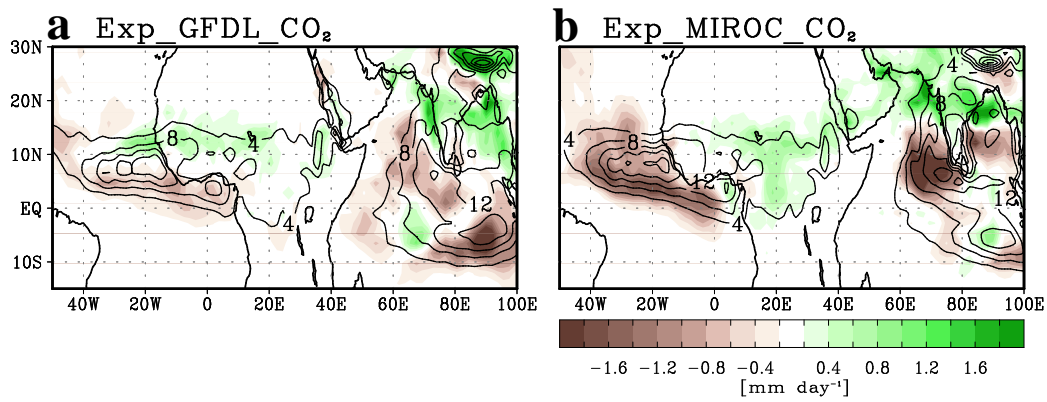 a Exp_GFDL_CO₂
b Exp_MIROC_CO₂
30N
20N
10N
EQ
10S
8
4
8
12
4
4
8
4
8
12
12
4
40W 20W 0 20E 40E 60E 80E 100E
40W 20W 0 20E 40E 60E 80E 100E
-1.6 -1.2 -0.8 -0.4 0.4 0.8 1.2 1.6
[mm day⁻¹]